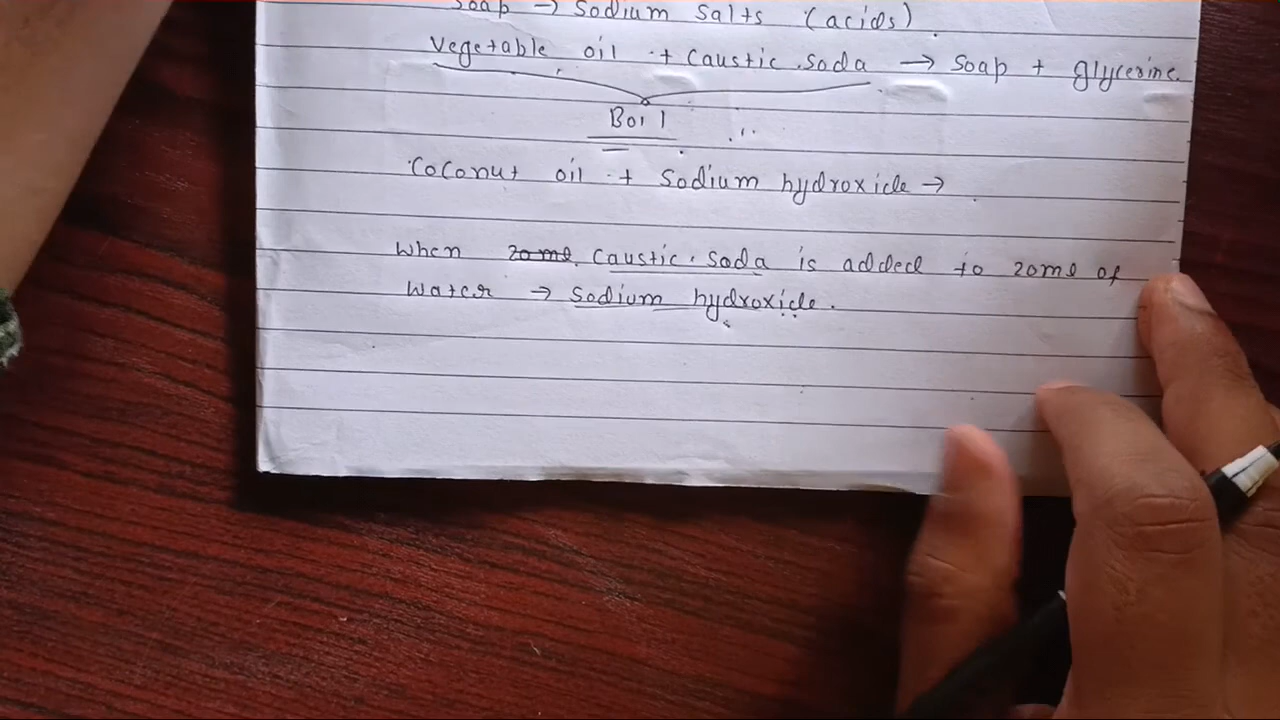 Soap → Sodium Salts (acids).
Vegetable oil + Caustic soda → Soap + glycerine.
Boil
Coconut oil + Sodium hydroxide →
When 20ml Caustic soda is added to 20ml of
Water → Sodium hydroxide.